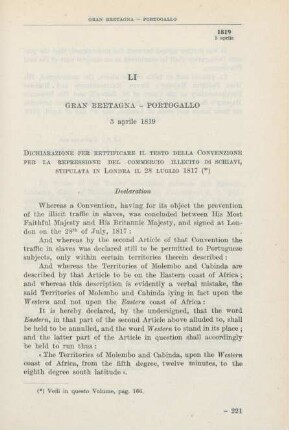 GRAN BRETAGNA – PORTOGALLO
1819
3 aprile
LI
GRAN BRETAGNA – PORTOGALLO
3 aprile 1819
DICHIARAZIONE PER RETTIFICARE IL TESTO DELLA CONVENZIONE
PER LA REPRESSIONE DEL COMMERCIO ILLECITO DI SCHIAVI,
STIPULATA IN LONDRA IL 28 LUGLIO 1817 (*)
Declaration
Whereas a Convention, having for its object the prevention
of the illicit traffic in slaves, was concluded between His Most
Faithful Majesty and His Britannic Majesty, and signed at Lon-
don on the 28th of July, 1817 :
And whereas by the second Article of that Convention the
traffic in slaves was declared still to be permitted to Portuguese
subjects, only within certain territories therein described :
And whereas the Territories of Molembo and Cabinda are
described by that Article to be on the Eastern coast of Africa ;
and whereas this description is evidently a verbal mistake, the
said Territories of Molembo and Cabinda lying in fact upon the
Western and not upon the Eastern coast of Africa :
It is hereby declared, by the undersigned, that the word
Eastern, in that part of the second Article above alluded to, shall
be held to be annulled, and the word Western to stand in its place ;
and the latter part of the Article in question shall accordingly
be held to run thus :
« The Territories of Molembo and Cabinda, upon the Western
coast of Africa, from the fifth degree, twelve minutes, to the
eighth degree south latitude ».
(*) Vedi in questo Volume, pag. 166.
– 221